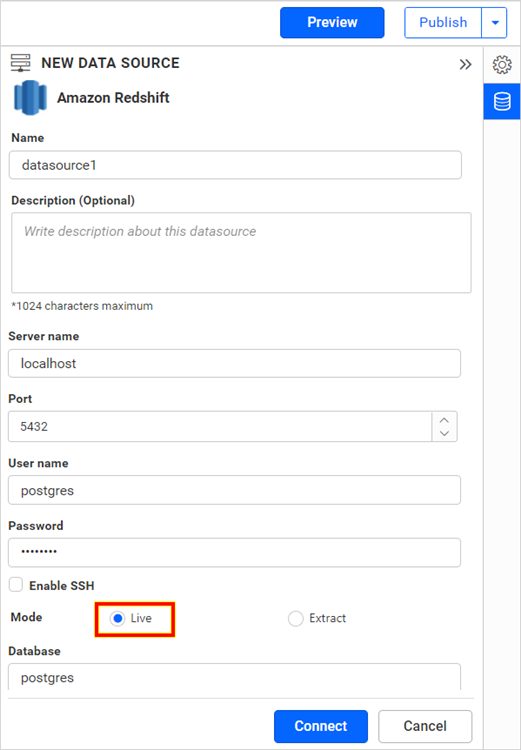 Preview
Publish
NEW DATA SOURCE
Amazon Redshift
Name
datasource1
Description (Optional)
Write description about this datasource
*1024 characters maximum
Server name
localhost
Port
5432
User name
postgres
Password
••••••••
Enable SSH
Mode Live Extract
Database
postgres
Connect Cancel